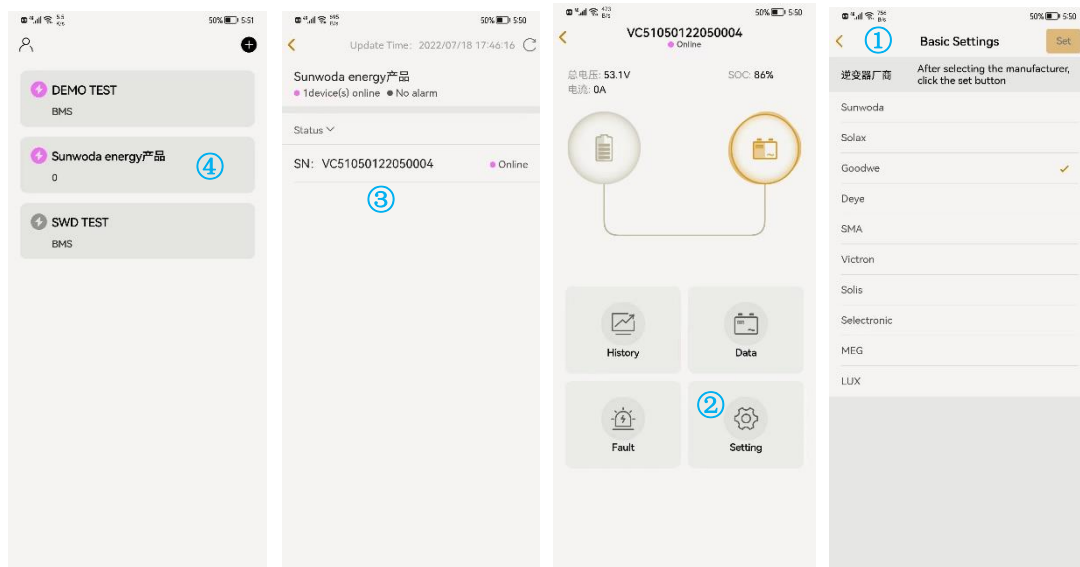 5.5 K/s
50% 5:51
DEMO TEST
BMS
Sunwoda energy产品
0
④
SWD TEST
BMS
50% 5:50
Update Time: 2022/07/18 17:46:16
Sunwoda energy产品
1device(s) online No alarm
Status
SN: VC51050122050004 Online
③
50% 5:50
VC51050122050004
Online
总电压: 53.1V SOC: 86%
电流: 0A
History Data
②
Fault Setting
50% 5:50
① Basic Settings Set
逆变器厂商 After selecting the manufacturer,
click the set button
Sunwoda
Solax
Goodwe
Deye
SMA
Victron
Solis
Selectronic
MEG
LUX